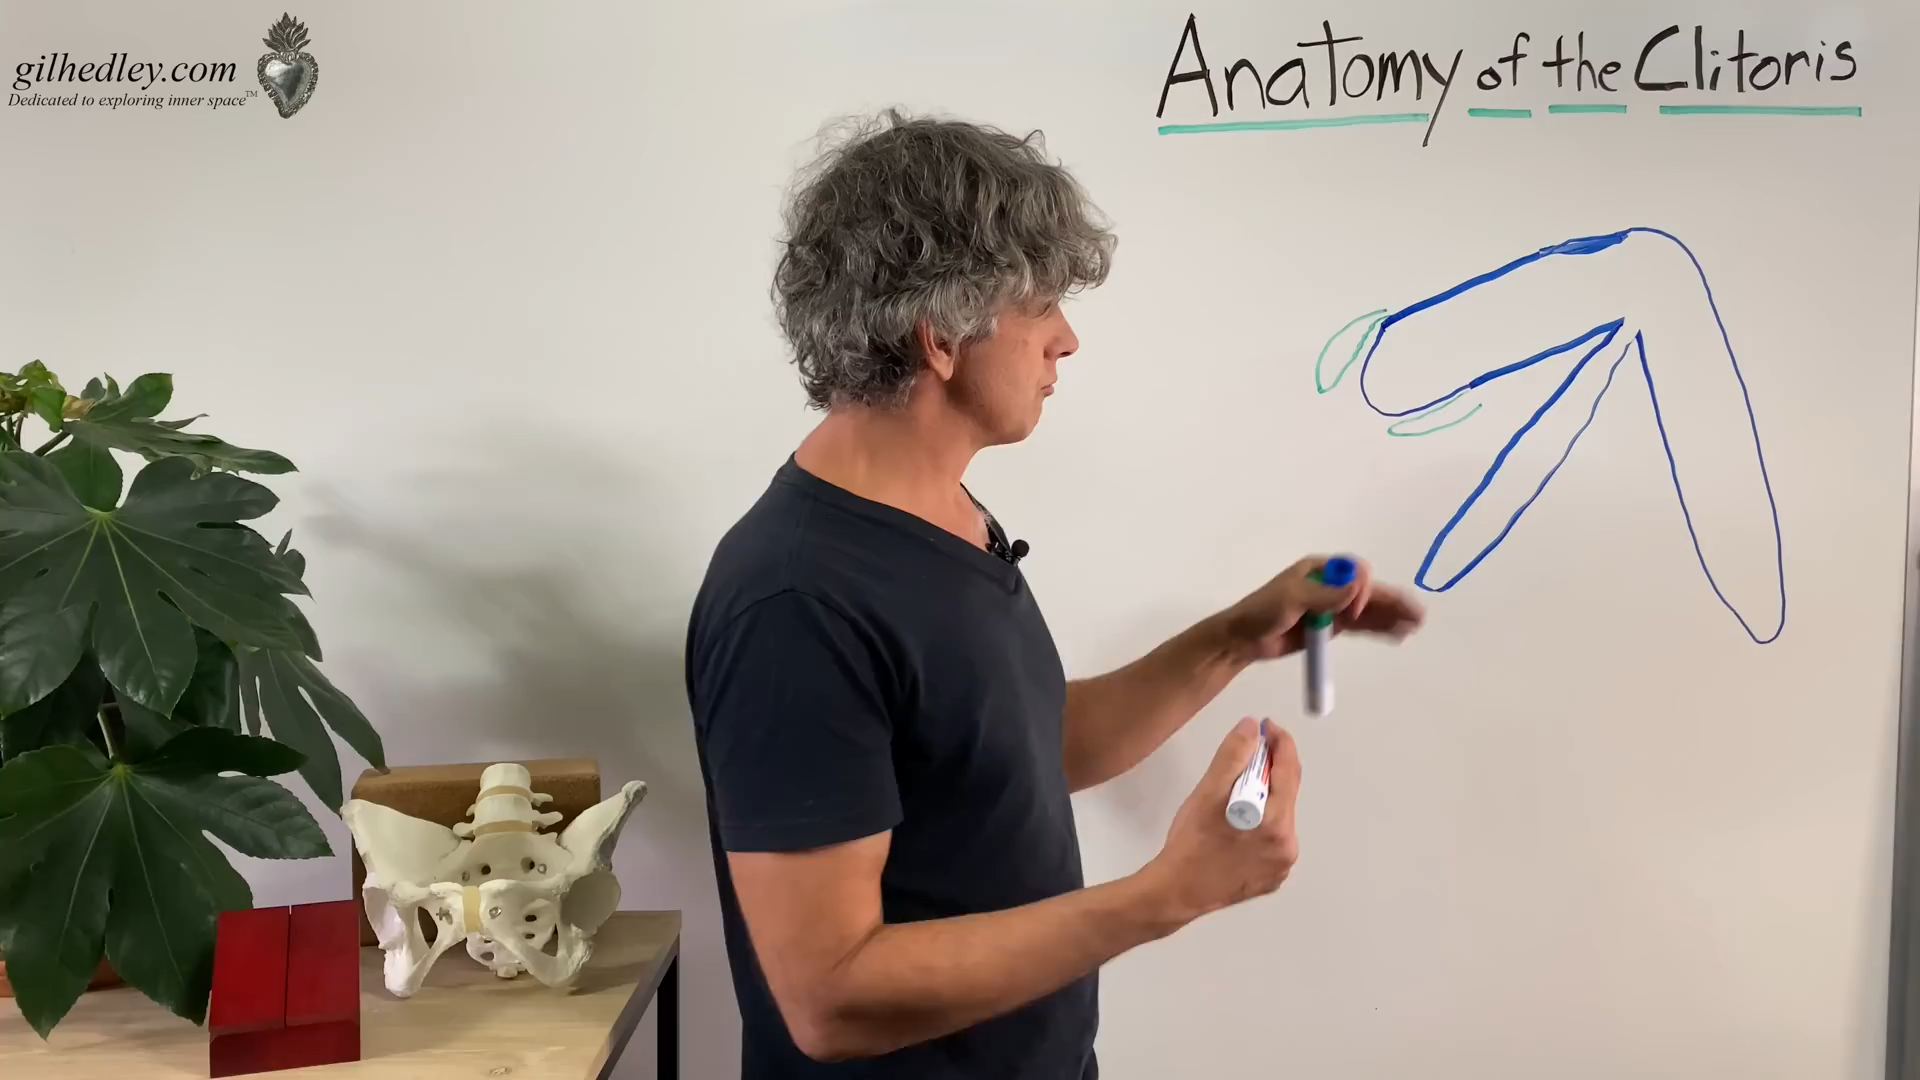 gilhedley.com
Dedicated to exploring inner space™
Anatomy of the Clitoris